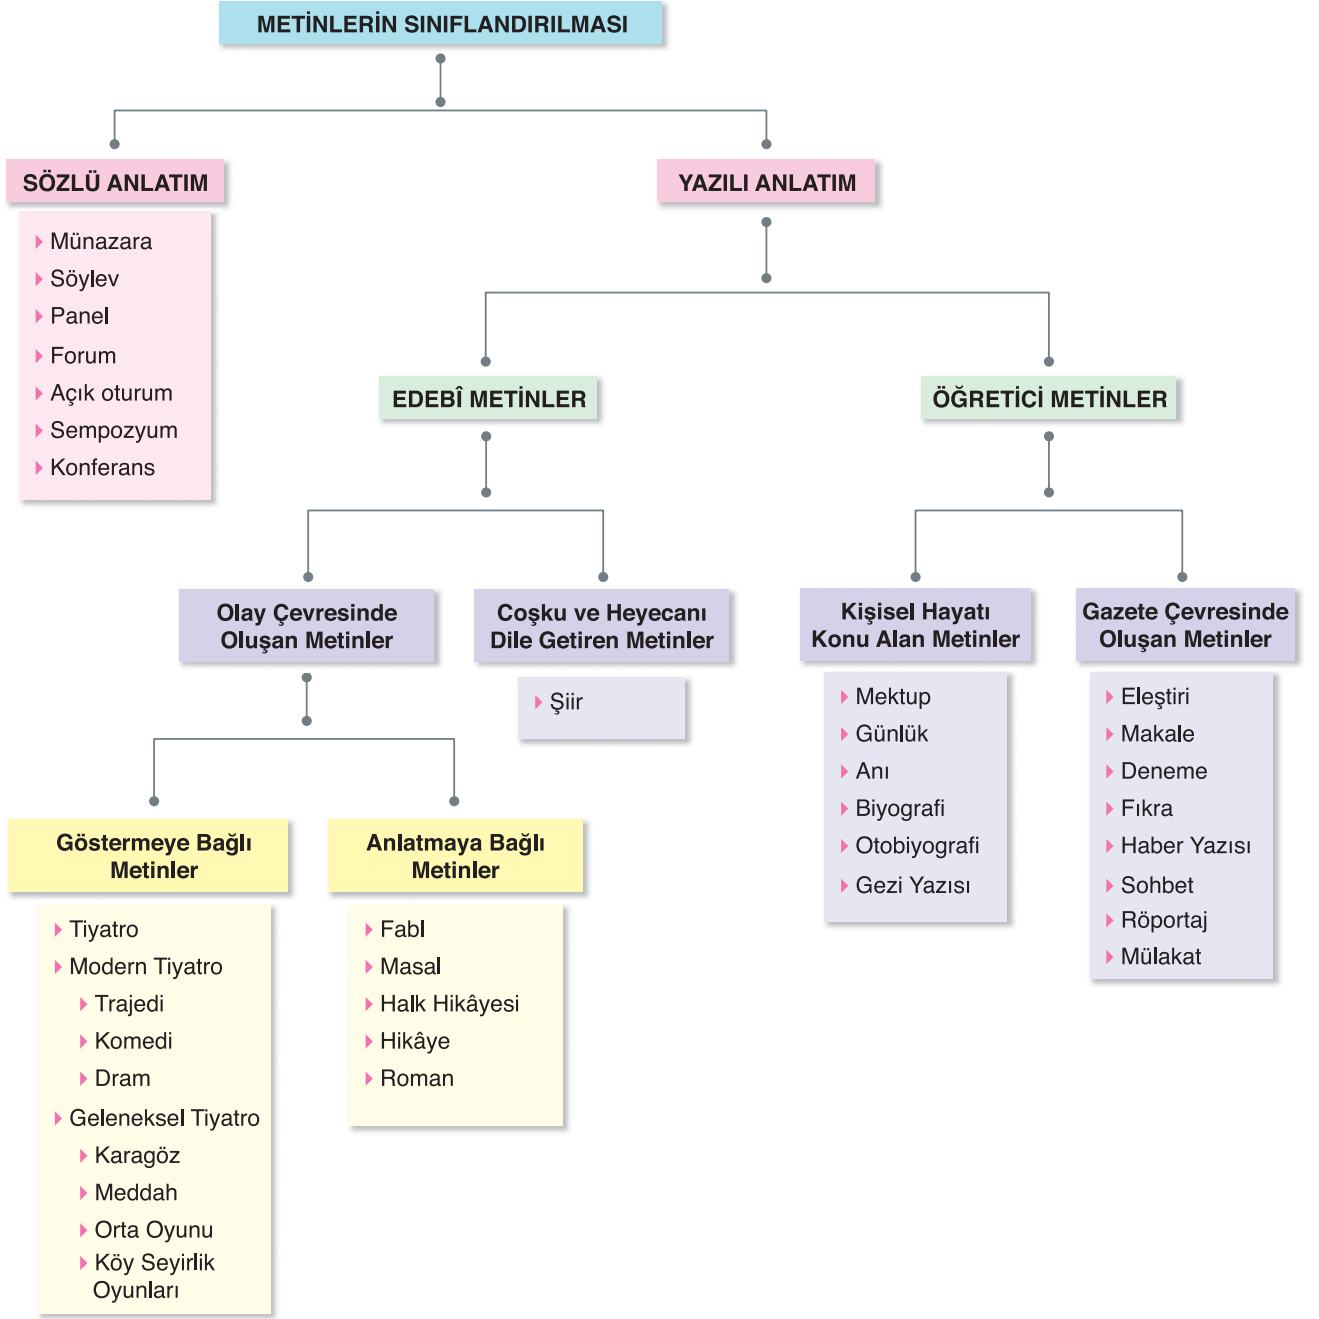 METİNLERİN SINIFLANDIRILMASI
SÖZLÜ ANLATIM
Münazara
Söylev
Panel
Forum
Açık oturum
Sempozyum
Konferans
YAZILI ANLATIM
EDEBÎ METİNLER
Olay Çevresinde
Oluşan Metinler
Göstermeye Bağlı
Metinler
Tiyatro
Modern Tiyatro
Trajedi
Komedi
Dram
Geleneksel Tiyatro
Karagöz
Meddah
Orta Oyunu
Köy Seyirlik
Oyunları
Anlatmaya Bağlı
Metinler
Fabl
Masal
Halk Hikâyesi
Hikâye
Roman
Coşku ve Heyecanı
Dile Getiren Metinler
Şiir
ÖĞRETİCİ METİNLER
Kişisel Hayatı
Konu Alan Metinler
Mektup
Günlük
Anı
Biyografi
Otobiyografi
Gezi Yazısı
Gazete Çevresinde
Oluşan Metinler
Eleştiri
Makale
Deneme
Fıkra
Haber Yazısı
Sohbet
Röportaj
Mülakat